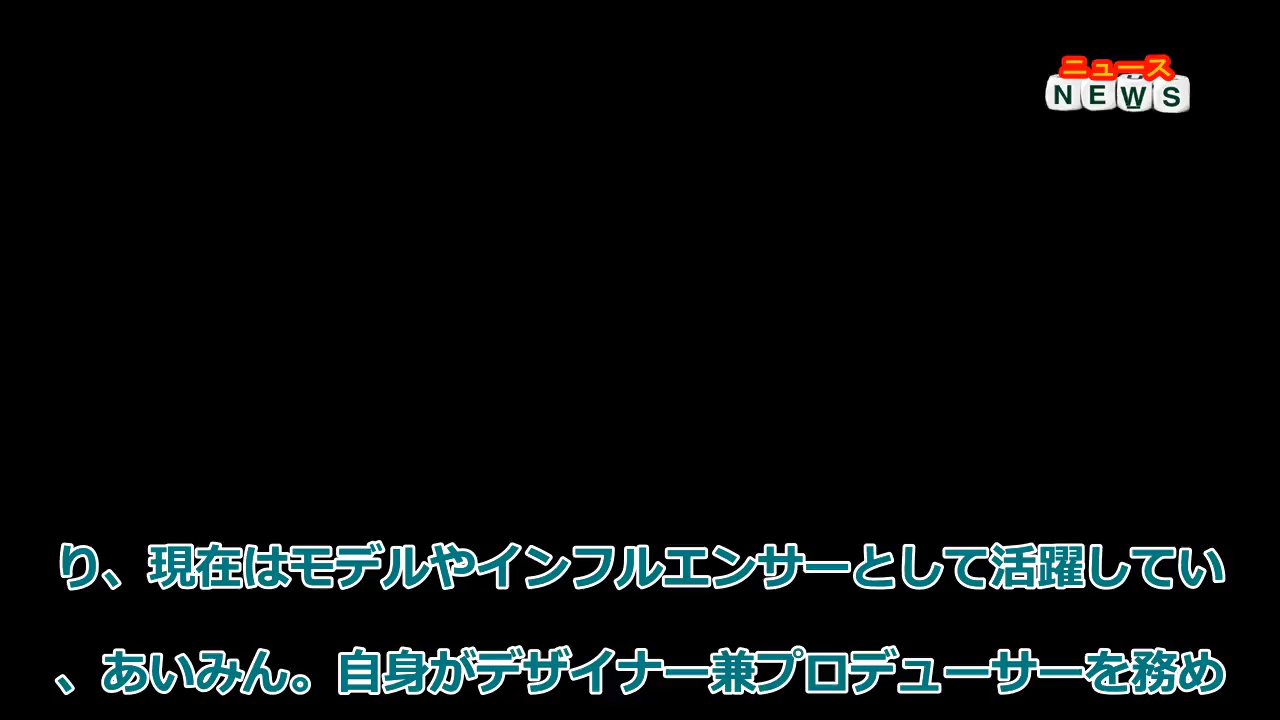 ニュース
NEWS
り、現在はモデルやインフルエンサーとして活躍してい
、あいみん。自身がデザイナー兼プロデューサーを務め